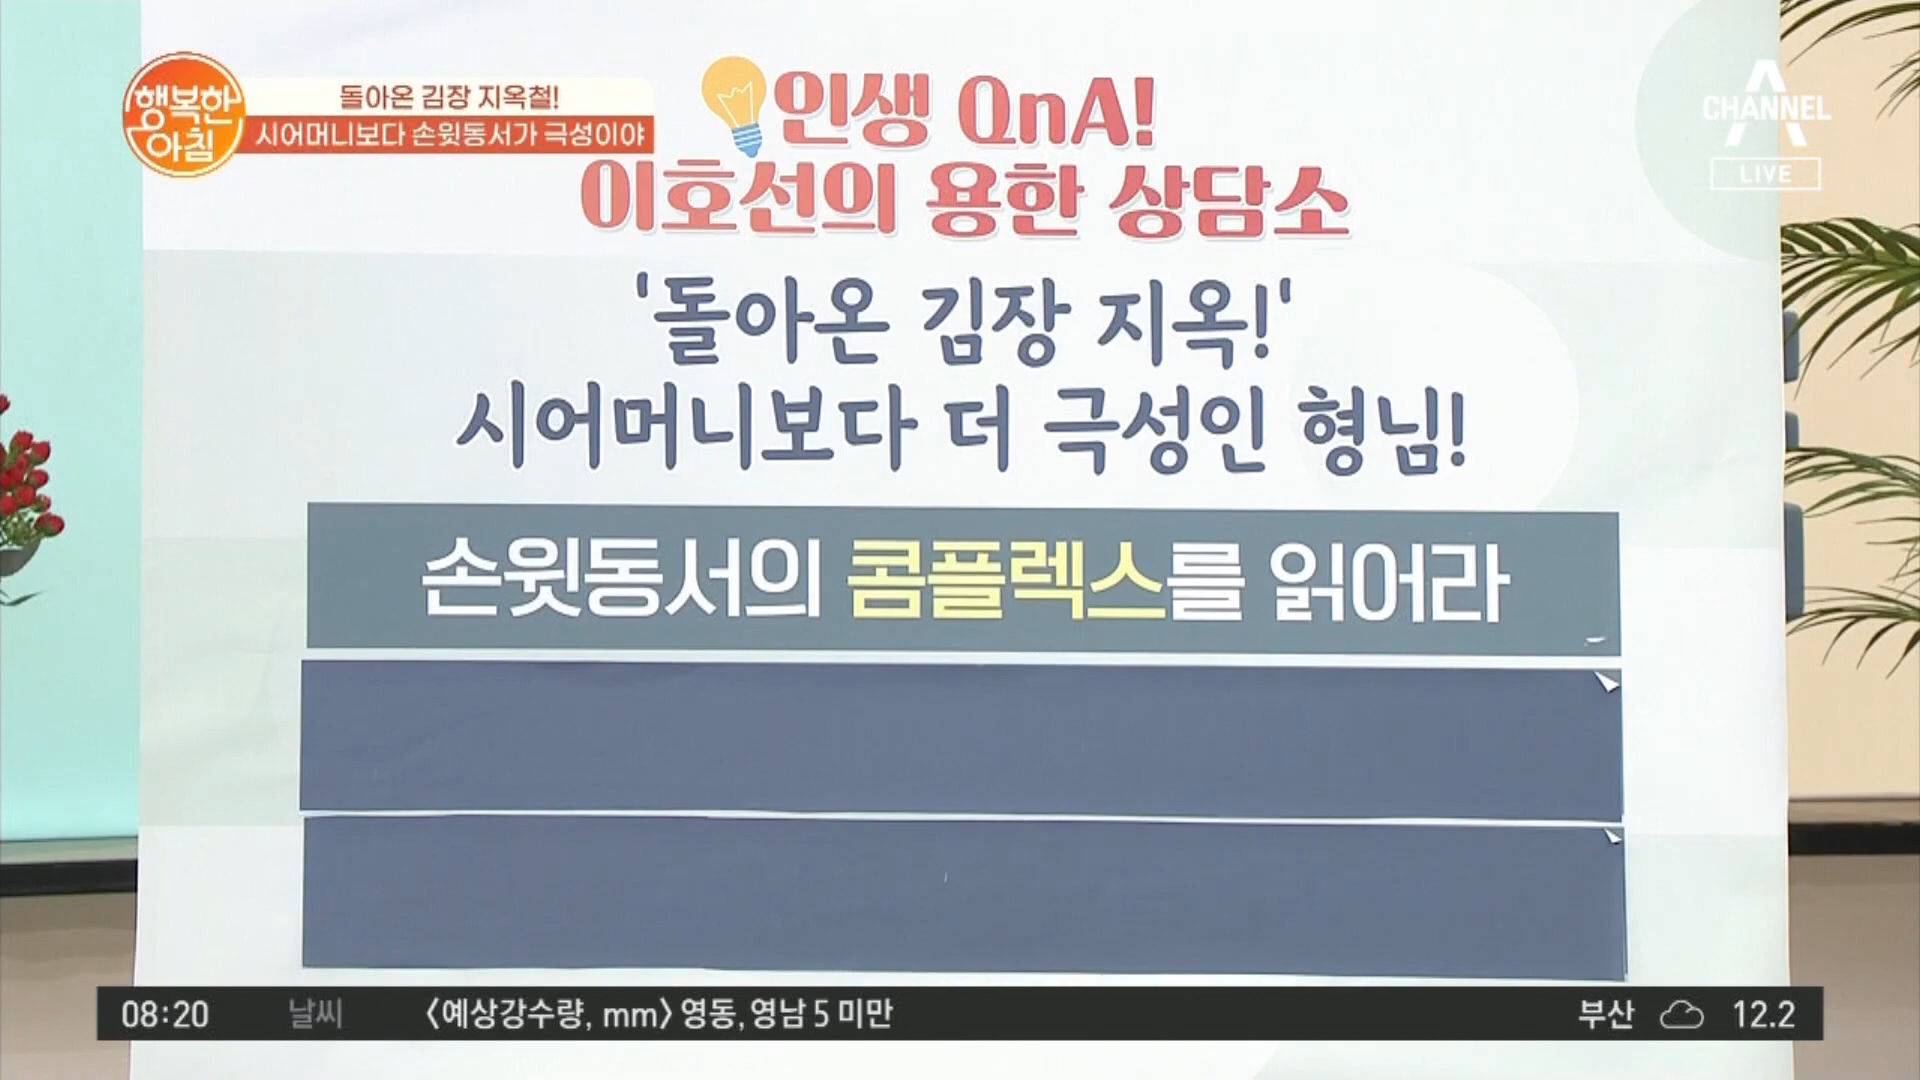 행복한
아침
돌아온 김장 지옥철!
시어머니보다 손윗동서가 극성이야
인생 QnA!
이호선의 용한 상담소
CHANNEL A
LIVE
'돌아온 김장 지옥!'
시어머니보다 더 극성인 형님!
손윗동서의 콤플렉스를 읽어라
08:20 날씨 〈예상강수량, mm〉 영동, 영남 5 미만 부산 12.2